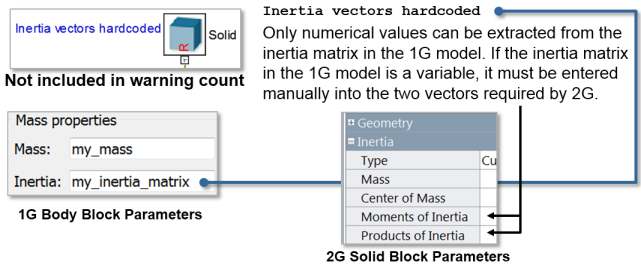 Inertia vectors hardcoded
R
Solid
Not included in warning count
Inertia vectors hardcoded
Only numerical values can be extracted from the
inertia matrix in the 1G model. If the inertia matrix
in the 1G model is a variable, it must be entered
manually into the two vectors required by 2G.
Mass properties
Mass: my_mass
Inertia: my_inertia_matrix
1G Body Block Parameters
Geometry
Inertia
Type Cu
Mass
Center of Mass
Moments of Inertia
Products of Inertia
2G Solid Block Parameters